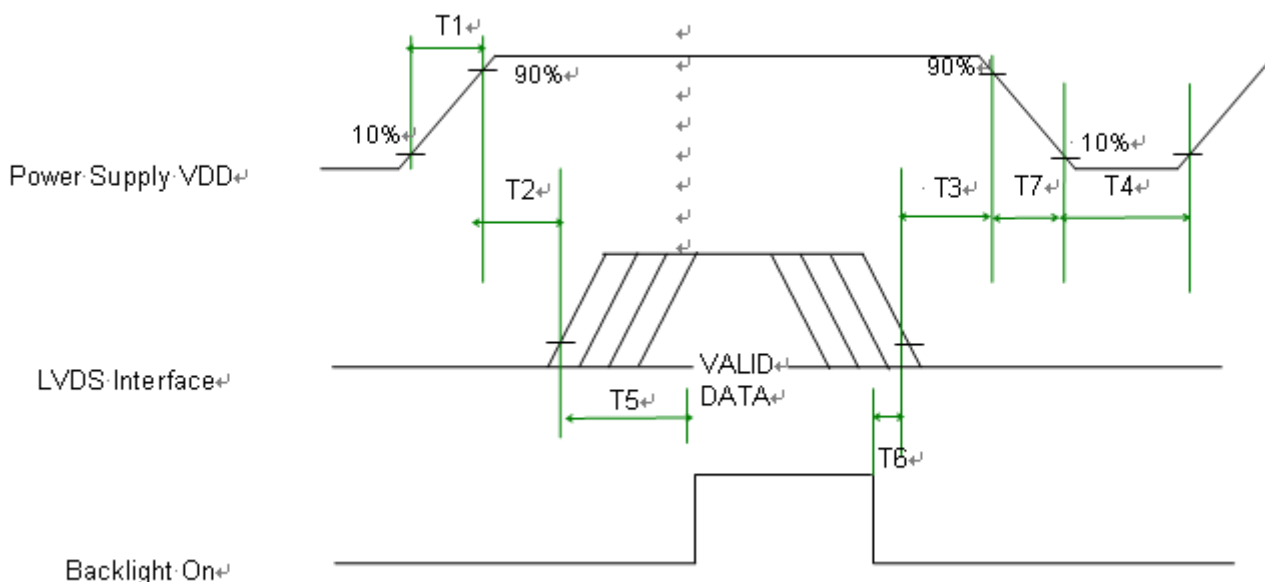 T1↵
90%↵
90%↵
10%↵
10%↵
Power·Supply·VDD↵
T2↵
T3↵
T7↵
T4↵
LVDS·Interface↵
VALID↵
DATA↵
T5↵
T6↵
Backlight·On↵